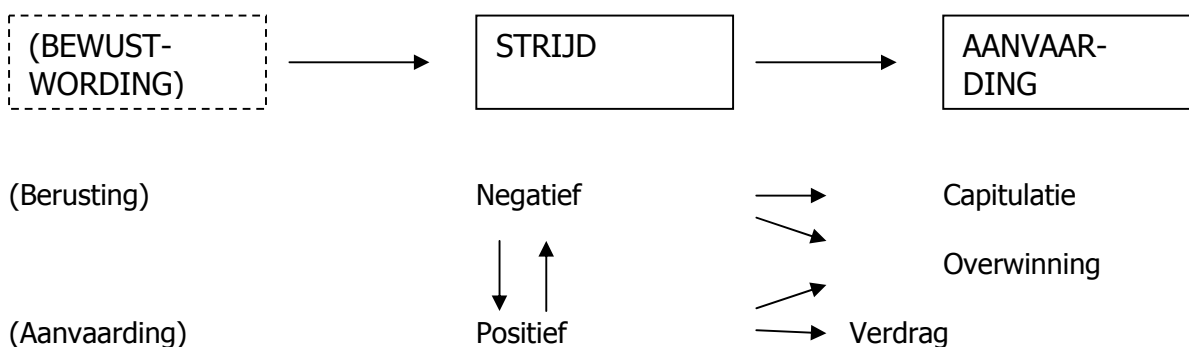 (BEWUST-
WORDING)
STRIJD
AANVAAR-
DING
(Berusting) Negatief Capitulatie
Overwinning
(Aanvaarding) Positief Verdrag